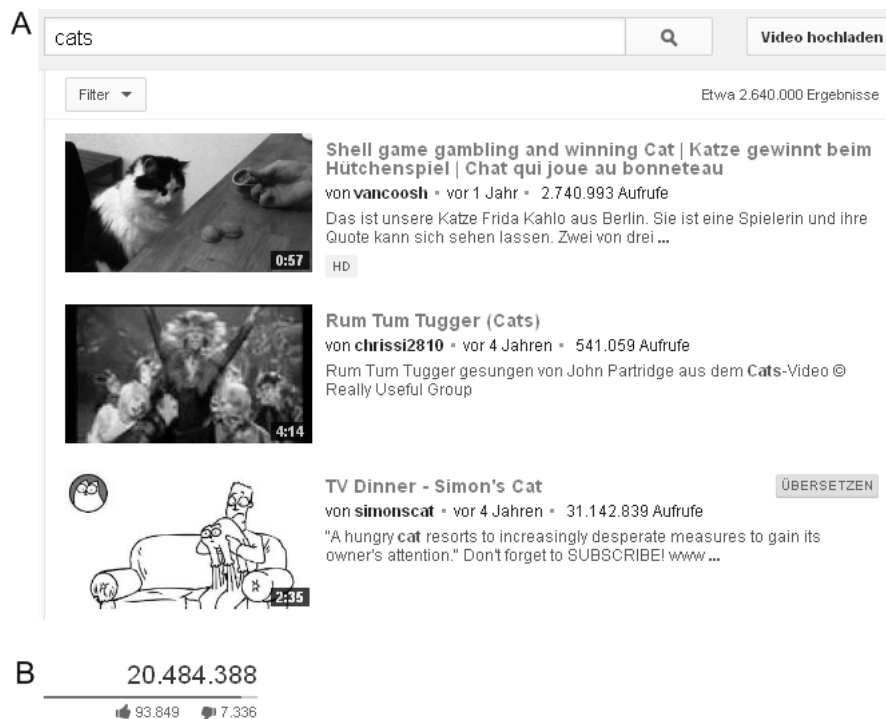 A
cats
Video hochladen
Filter
Etwa 2.640.000 Ergebnisse
Shell game gambling and winning Cat | Katze gewinnt beim
Hütchenspiel | Chat qui joue au bonneteau
von vancoosh • vor 1 Jahr • 2.740.993 Aufrufe
Das ist unsere Katze Frida Kahlo aus Berlin. Sie ist eine Spielerin und ihre
Quote kann sich sehen lassen. Zwei von drei ...
0:57
HD
Rum Tum Tugger (Cats)
von chrissi2810 • vor 4 Jahren • 541.059 Aufrufe
Rum Tum Tugger gesungen von John Partridge aus dem Cats-Video ©
Really Useful Group
4:14
TV Dinner - Simon's Cat
ÜBERSETZEN
von simonscat • vor 4 Jahren • 31.142.839 Aufrufe
"A hungry cat resorts to increasingly desperate measures to gain its
owner's attention." Don't forget to SUBSCRIBE! www ...
2:35
B
20.484.388
93.849 7.336